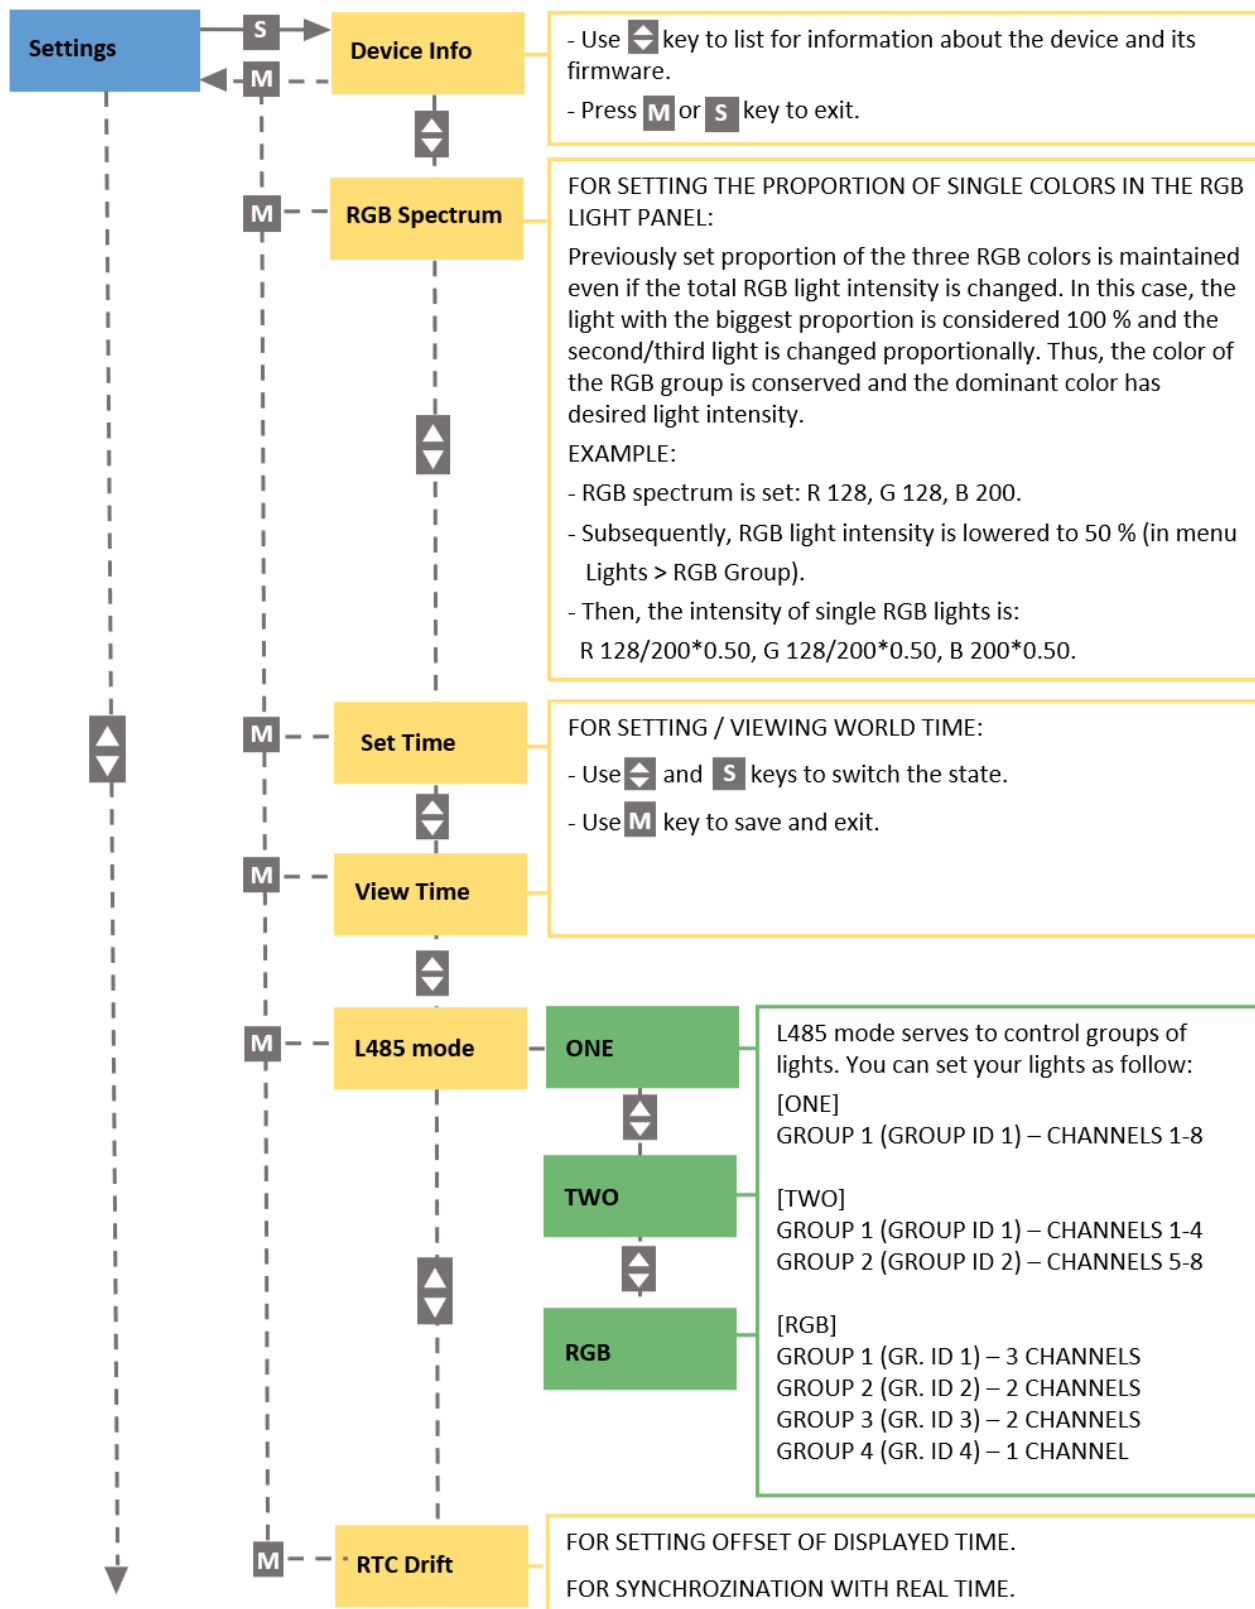 Settings
S
M
Device Info
- Use key to list for information about the device and its
firmware.
- Press M or S key to exit.
M
RGB Spectrum
FOR SETTING THE PROPORTION OF SINGLE COLORS IN THE RGB
LIGHT PANEL:
Previously set proportion of the three RGB colors is maintained
even if the total RGB light intensity is changed. In this case, the
light with the biggest proportion is considered 100 % and the
second/third light is changed proportionally. Thus, the color of
the RGB group is conserved and the dominant color has
desired light intensity.
EXAMPLE:
- RGB spectrum is set: R 128, G 128, B 200.
- Subsequently, RGB light intensity is lowered to 50 % (in menu
Lights > RGB Group).
- Then, the intensity of single RGB lights is:
R 128/200*0.50, G 128/200*0.50, B 200*0.50.
M
Set Time
FOR SETTING / VIEWING WORLD TIME:
- Use and S keys to switch the state.
- Use M key to save and exit.
M
View Time
M
L485 mode
ONE
TWO
RGB
L485 mode serves to control groups of
lights. You can set your lights as follow:
[ONE]
GROUP 1 (GROUP ID 1) – CHANNELS 1-8
[TWO]
GROUP 1 (GROUP ID 1) – CHANNELS 1-4
GROUP 2 (GROUP ID 2) – CHANNELS 5-8
[RGB]
GROUP 1 (GR. ID 1) – 3 CHANNELS
GROUP 2 (GR. ID 2) – 2 CHANNELS
GROUP 3 (GR. ID 3) – 2 CHANNELS
GROUP 4 (GR. ID 4) – 1 CHANNEL
M
RTC Drift
FOR SETTING OFFSET OF DISPLAYED TIME.
FOR SYNCHROZINATION WITH REAL TIME.